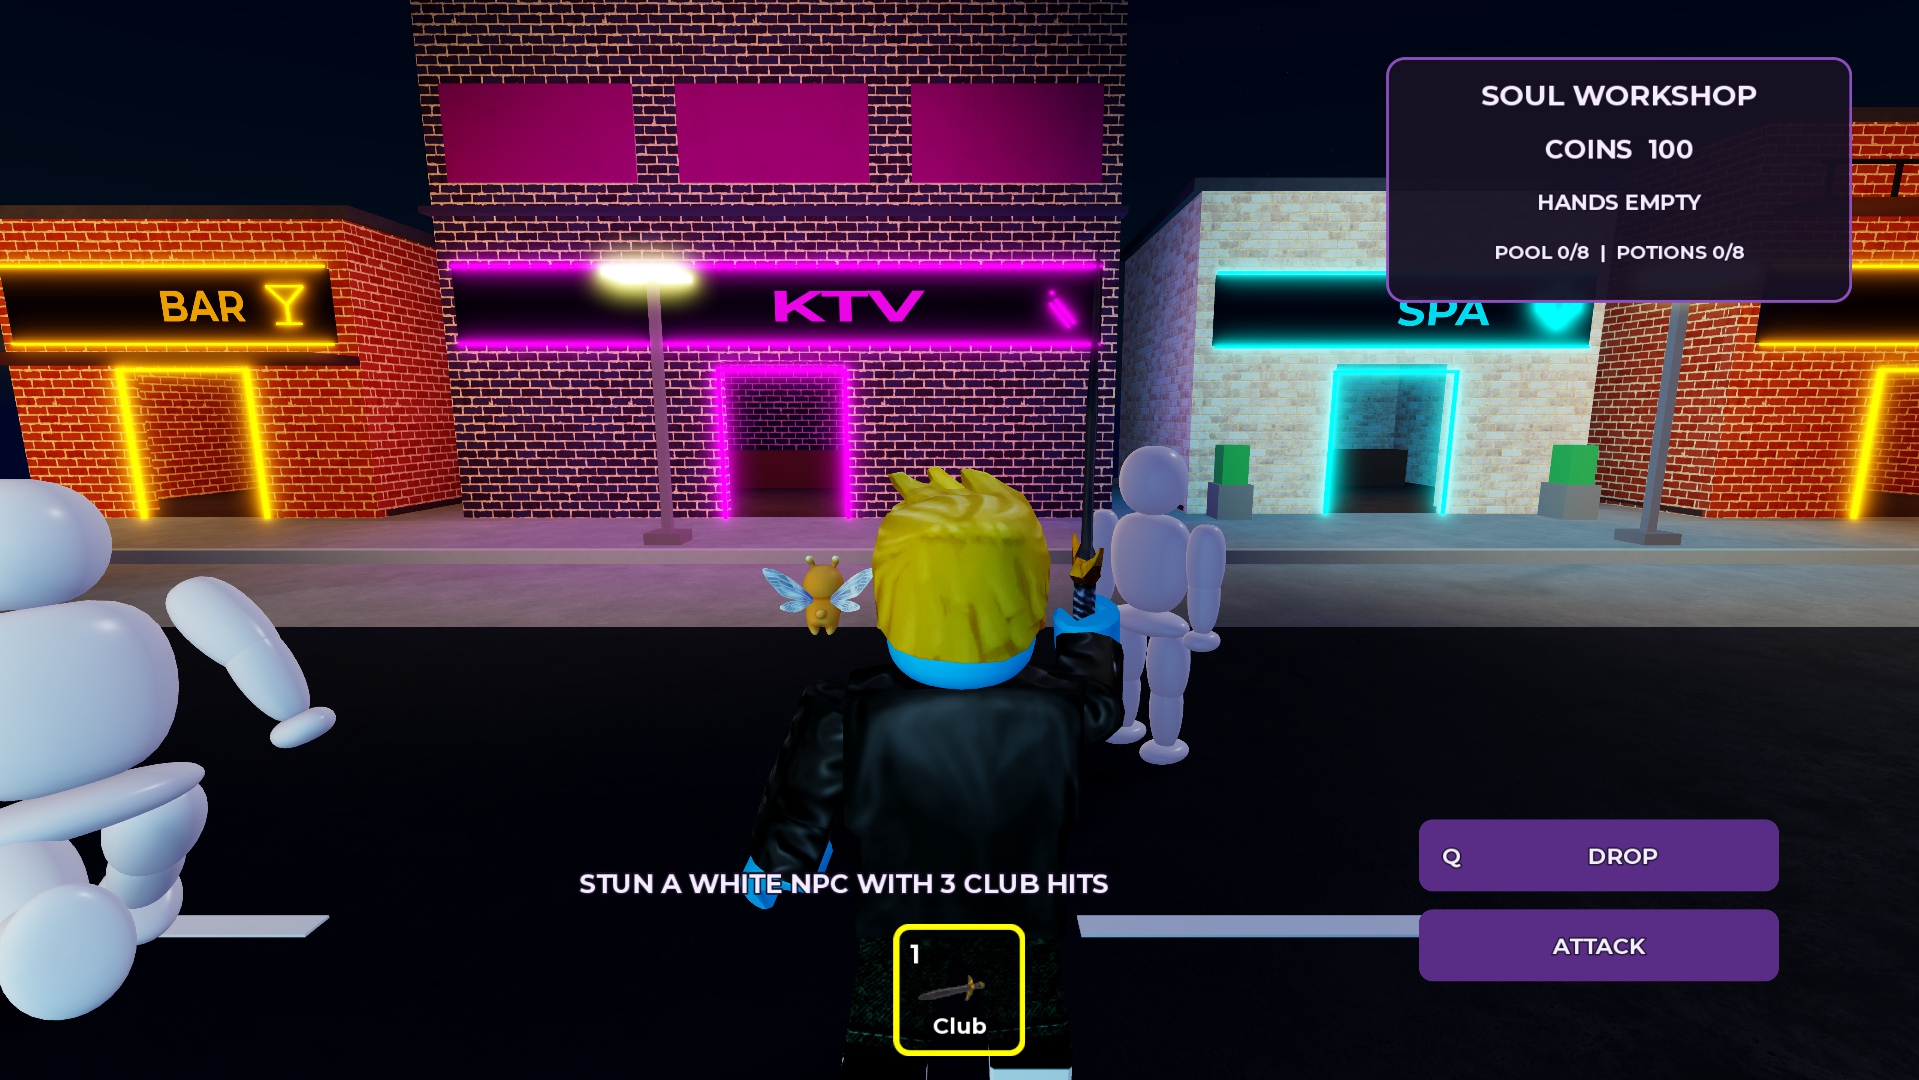 SOUL WORKSHOP
COINS 100
HANDS EMPTY
POOL 0/8 | POTIONS 0/8
BAR
KTV
SPA
Q DROP
STUN A WHITE NPC WITH 3 CLUB HITS
ATTACK
1
Club